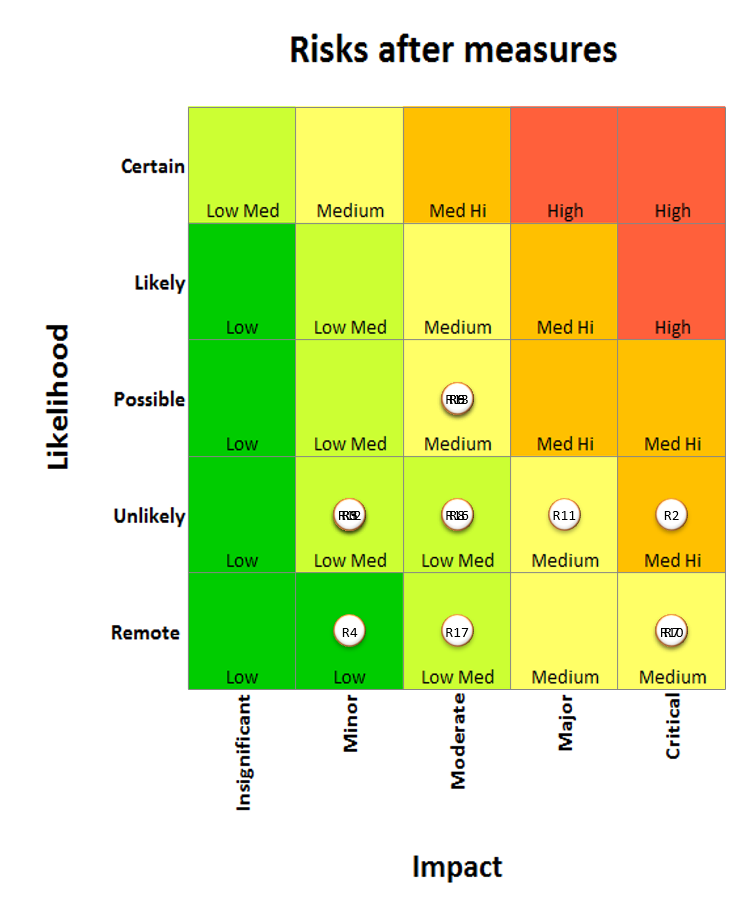 Risks after measures
Certain
Low Med Medium Med Hi High High
Likely
Low Low Med Medium Med Hi High
Possible
Low Low Med Medium Med Hi Med Hi
Unlikely
R11 R2
Low Low Med Low Med Medium Med Hi
Remote
R4 R17
Low Low Low Med Medium Medium
Likelihood
Insignificant
Minor
Moderate
Major
Critical
Impact